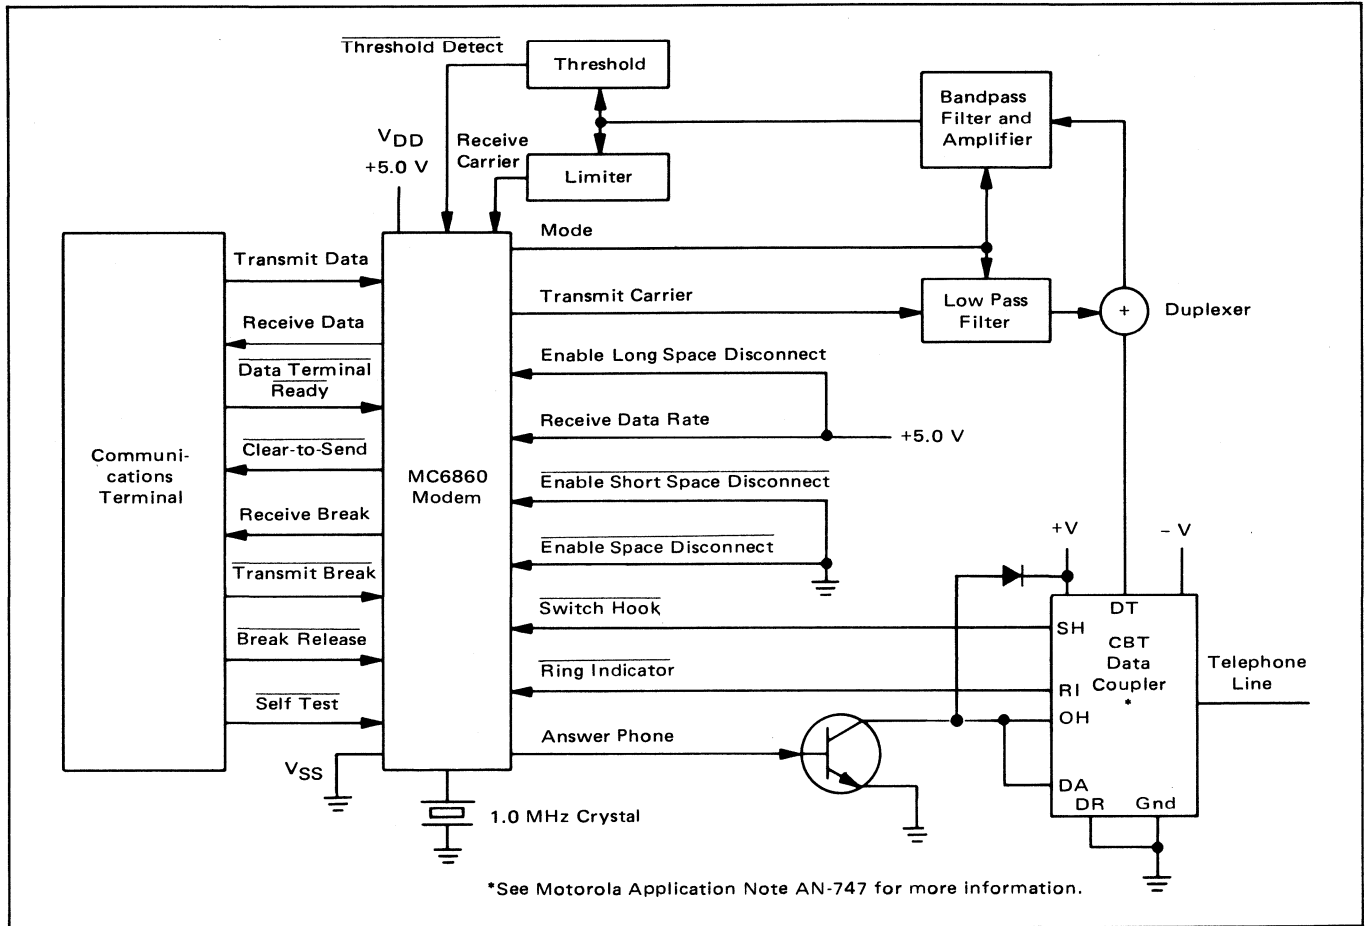 Threshold Detect
Threshold
Bandpass
Filter and
Amplifier
VDD
+5.0 V
Receive
Carrier
Limiter
Mode
Transmit Data
Transmit Carrier
Low Pass
Filter
+
Duplexer
Receive Data
Enable Long Space Disconnect
Data Terminal
Ready
Receive Data Rate
+5.0 V
Communi-
cations
Terminal
Clear-to-Send
MC6860
Modem
Enable Short Space Disconnect
Receive Break
Enable Space Disconnect
+V
– V
Transmit Break
Switch Hook
DT
SH
CBT
Data
Coupler
*
Telephone
Line
Break Release
Ring Indicator
RI
OH
Self Test
Answer Phone
VSS
DA
DR
Gnd
1.0 MHz Crystal
*See Motorola Application Note AN-747 for more information.